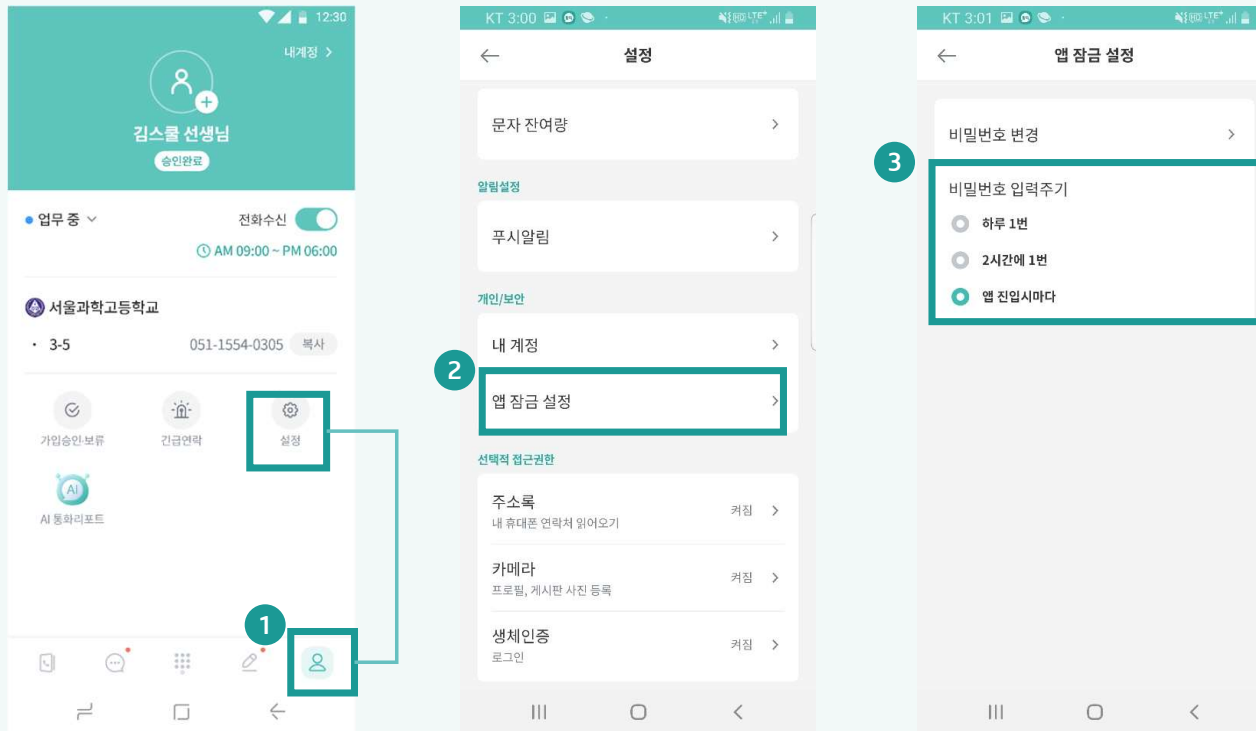 12:30
내계정 >
김스쿨 선생님
승인완료
업무 중
전화수신
AM 09:00 ~ PM 06:00
서울과학고등학교
· 3-5
051-1554-0305
복사
가입승인·보류
긴급연락
설정
AI
AI 통화리포트
1
KT 3:00
LTE+
설정
문자 잔여량
알림설정
푸시알림
개인/보안
내 계정
2
앱 잠금 설정
선택적 접근권한
주소록
내 휴대폰 연락처 읽어오기
켜짐
카메라
프로필, 게시판 사진 등록
켜짐
생체인증
로그인
켜짐
KT 3:01
LTE+
앱 잠금 설정
비밀번호 변경
3
비밀번호 입력주기
하루 1번
2시간에 1번
앱 진입시마다